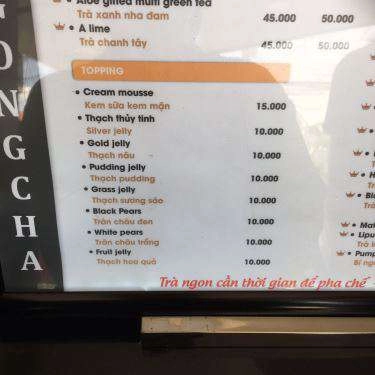 GONGCHA
• Aloe gifted multi green tea
Trà xanh nha đam 45.000 50.000
• A lime
Trà chanh tây 45.000 50.000
TOPPING
• Cream mousse
Kem sữa kem mặn 15.000
• Thạch thủy tinh
Silver jelly 10.000
• Gold jelly
Thạch nâu 10.000
• Pudding jelly
Thạch pudding 10.000
• Grass jelly
Thạch sương sáo 10.000
• Black Pears
Trân châu đen 10.000
• White pears
Trân châu trắng 10.000
• Fruit jelly
Thạch hoa quả 10.000
Trà ngon cần thời gian để pha chế